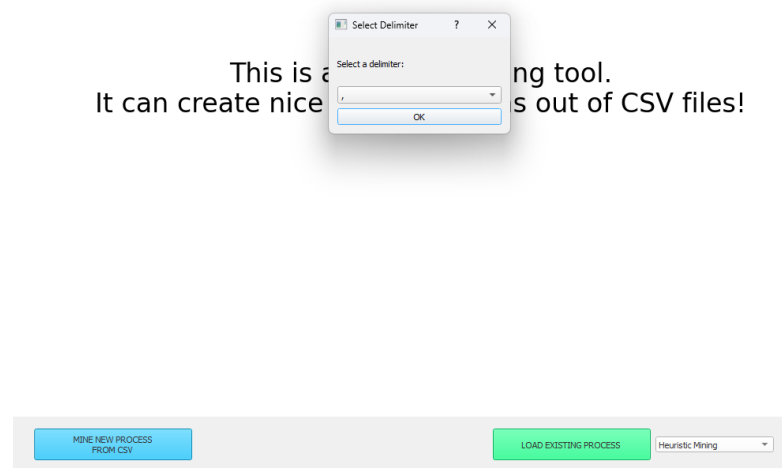 Select Delimiter ? ×
Select a delimiter:
,
OK
This is a ng tool.
It can create nice s out of CSV files!
MINE NEW PROCESS
FROM CSV
LOAD EXISTING PROCESS
Heuristic Mining